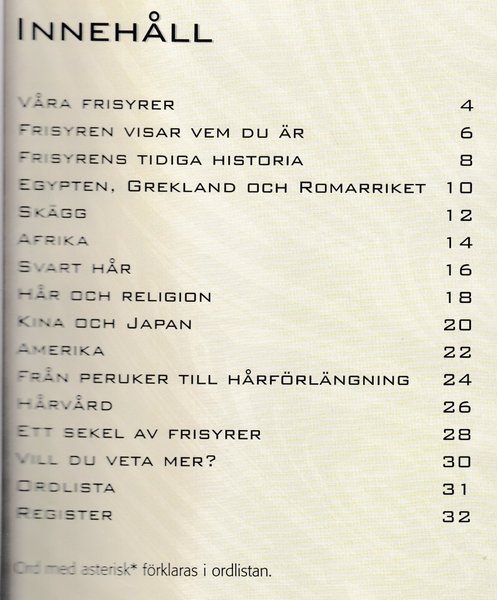 INNEHÅLL
VÅRA FRISYRER 4
FRISYREN VISAR VEM DU ÄR 6
FRISYRENS TIDIGA HISTORIA 8
EGYPTEN, GREKLAND OCH ROMARRIKET 10
SKÄGG 12
AFRIKA 14
SVART HÅR 16
HÅR OCH RELIGION 18
KINA OCH JAPAN 20
AMERIKA 22
FRÅN PERUKER TILL HÅRFÖRLÄNGNING 24
HÅRVÅRD 26
ETT SEKEL AV FRISYRER 28
VILL DU VETA MER? 30
ORDLISTA 31
REGISTER 32
Ord med asterisk* förklaras i ordlistan.